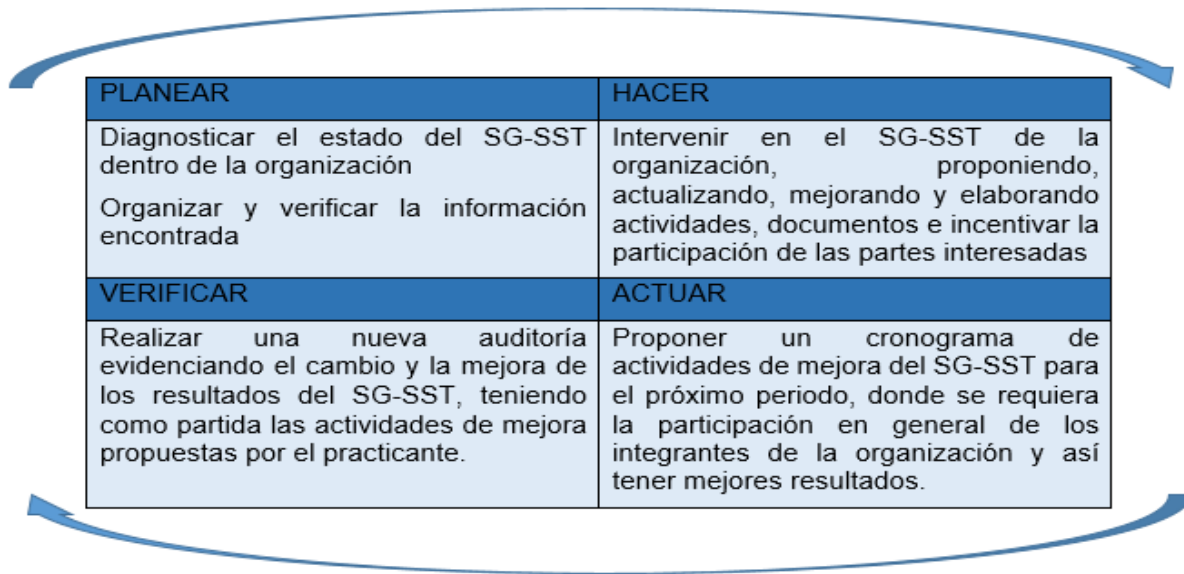 PLANEAR
Diagnosticar el estado del SG-SST
dentro de la organización
Organizar y verificar la información
encontrada
HACER
Intervenir en el SG-SST de la
organización, proponiendo,
actualizando, mejorando y elaborando
actividades, documentos e incentivar la
participación de las partes interesadas
VERIFICAR
Realizar una nueva auditoría
evidenciando el cambio y la mejora de
los resultados del SG-SST, teniendo
como partida las actividades de mejora
propuestas por el practicante.
ACTUAR
Proponer un cronograma de
actividades de mejora del SG-SST para
el próximo periodo, donde se requiera
la participación en general de los
integrantes de la organización y así
tener mejores resultados.